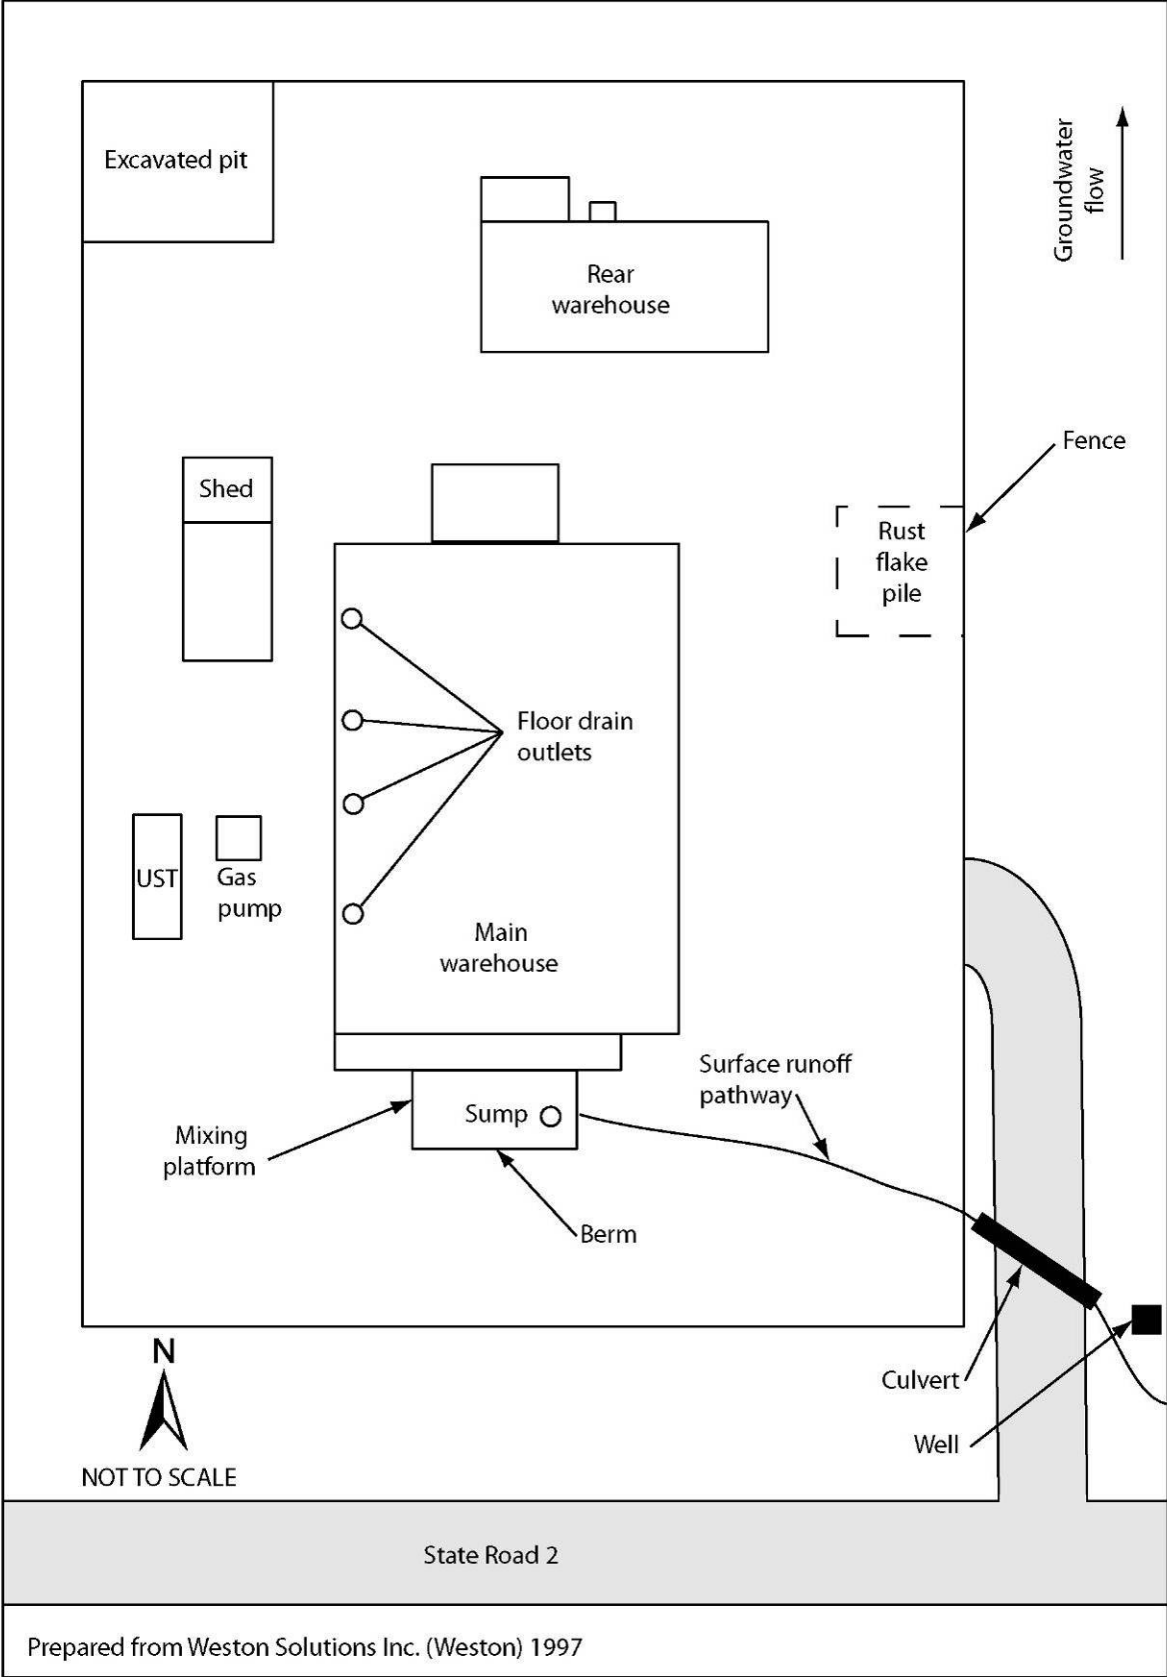 Excavated pit
Groundwater
flow
Rear
warehouse
Fence
Shed
Rust
flake
pile
Floor drain
outlets
UST
Gas
pump
Main
warehouse
Surface runoff
pathway
Sump
Mixing
platform
Berm
N
Culvert
Well
NOT TO SCALE
State Road 2
Prepared from Weston Solutions Inc. (Weston) 1997